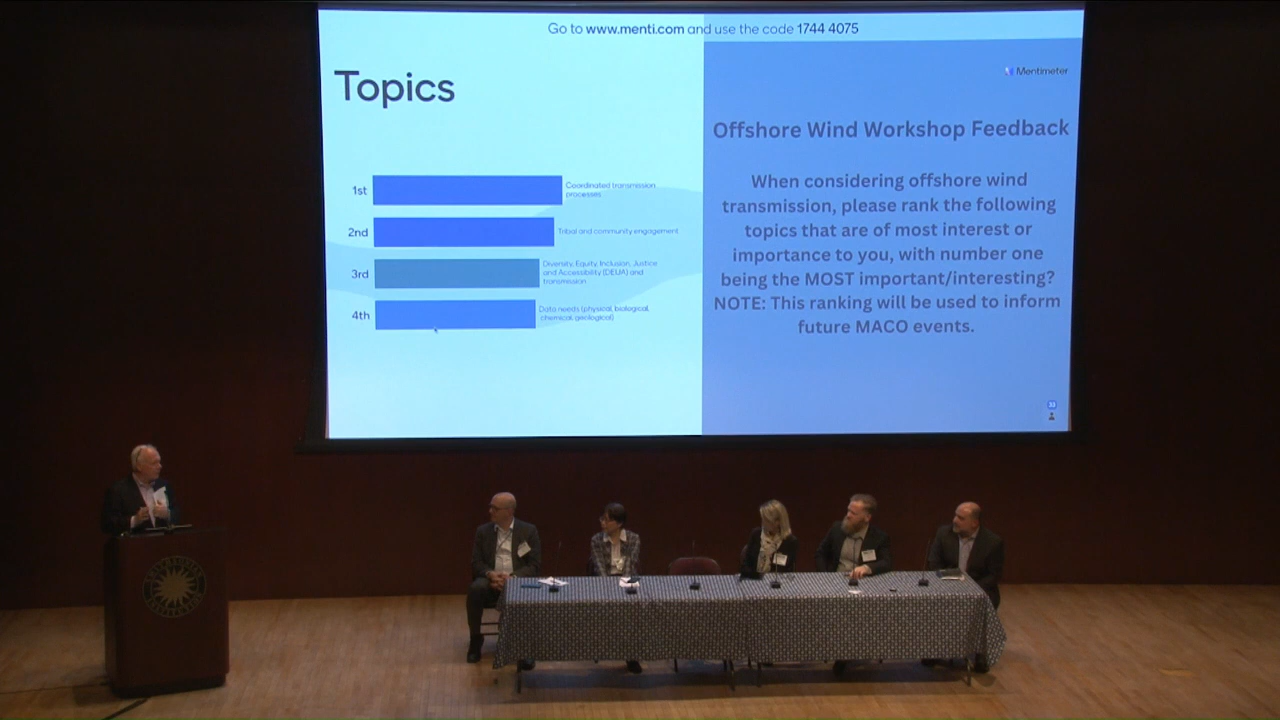 Go to www.menti.com and use the code 1744 4075
Topics
1st
Coordinated transmission
processes
2nd
Tribal and community engagement
3rd
Diversity, Equity, Inclusion, Justice
and Accessibility (DEIJA) and
transmission
4th
Data needs (physical, biological,
chemical, geological)
Mentimeter
Offshore Wind Workshop Feedback
When considering offshore wind
transmission, please rank the following
topics that are of most interest or
importance to you, with number one
being the MOST important/interesting?
NOTE: This ranking will be used to inform
future MACO events.